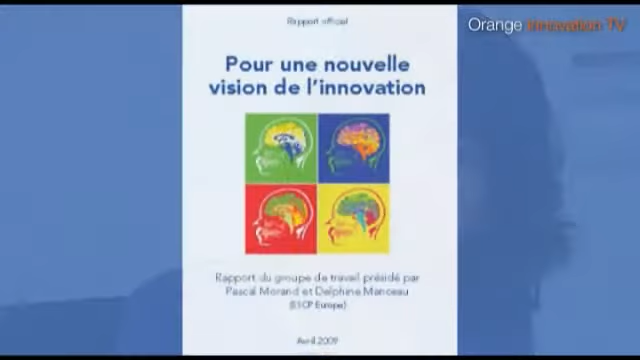 Rapport officiel
Orange Innovation TV
Pour une nouvelle
vision de l'innovation
Rapport du groupe de travail présidé par
Pascal Morand et Delphine Manceau
(ESCP Europe)
Avril 2009